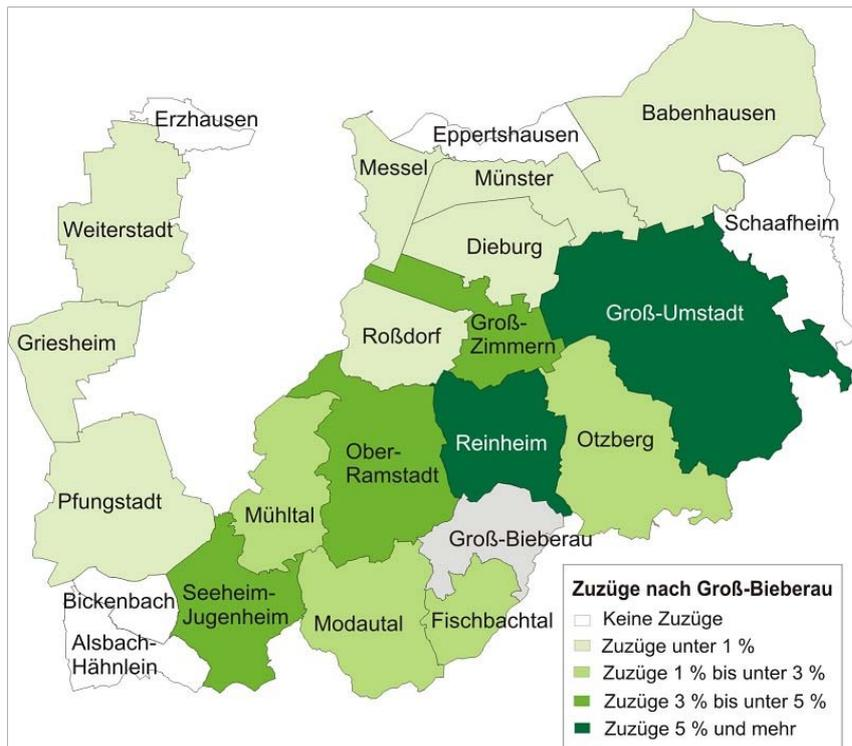 Erzhausen
Babenhausen
Eppertshausen
Messel
Münster
Weiterstadt
Schaafheim
Dieburg
Groß-Umstadt
Griesheim
Roßdorf
Groß-
Zimmern
Reinheim
Otzberg
Ober-
Ramstadt
Pfungstadt
Mühltal
Groß-Bieberau
Bickenbach
Seeheim-
Jugenheim
Alsbach-
Hähnlein
Modautal
Fischbachtal
Zuzüge nach Groß-Bieberau
Keine Zuzüge
Zuzüge unter 1 %
Zuzüge 1 % bis unter 3 %
Zuzüge 3 % bis unter 5 %
Zuzüge 5 % und mehr